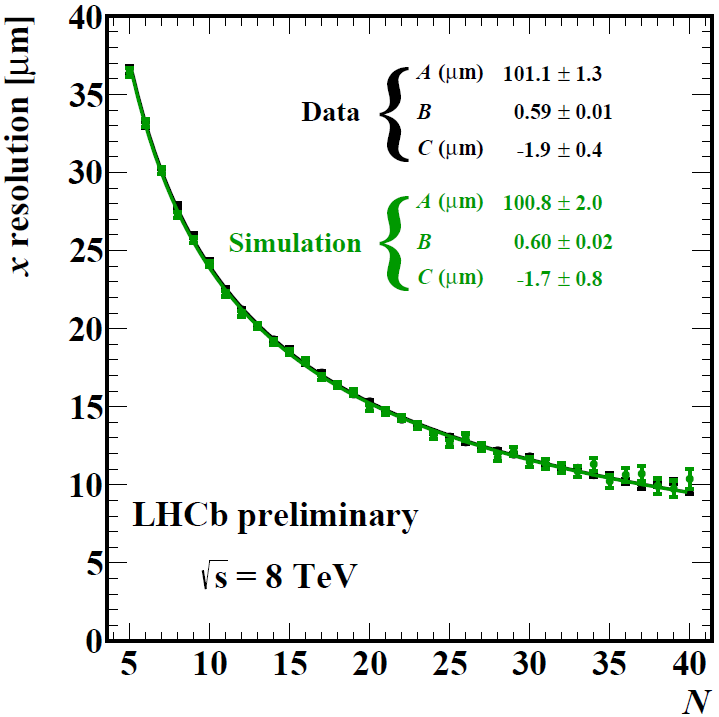 x resolution [μm]
40
35
30
25
20
15
10
5
0
Data { A (μm) 101.1 ± 1.3
B 0.59 ± 0.01
C (μm) -1.9 ± 0.4
Simulation { A (μm) 100.8 ± 2.0
B 0.60 ± 0.02
C (μm) -1.7 ± 0.8
LHCb preliminary
√s = 8 TeV
5 10 15 20 25 30 35 40
N